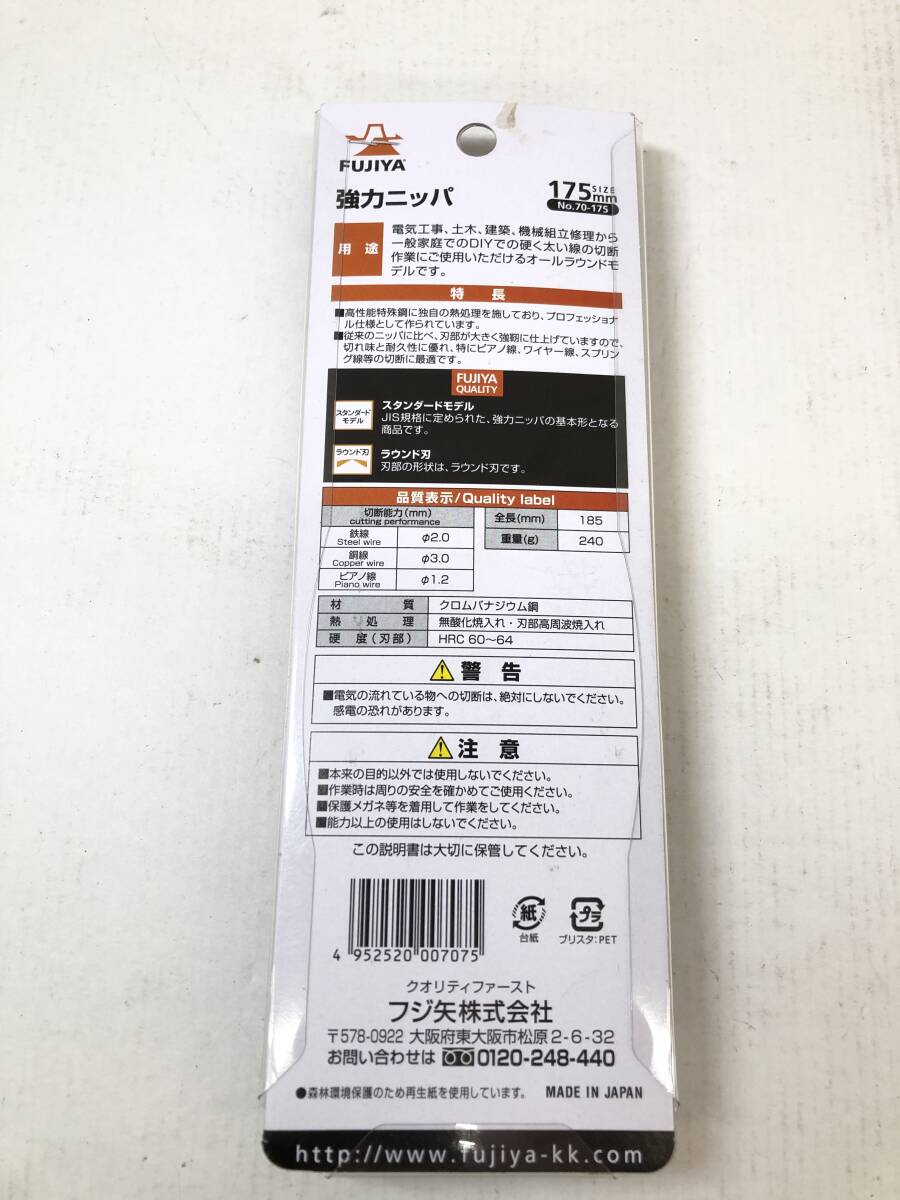 FUJIYA
強力ニッパ
175 SIZE mm
No.70-175
用途
電気工事、土木、建築、機械組立修理から
一般家庭でのDIYでの硬く太い線の切断
作業にご使用いただけるオールラウンドモ
デルです。
特 長
■高性能特殊鋼に独自の熱処理を施しており、プロフェッショナ
ル仕様として作られています。
■従来のニッパに比べ、刃部が大きく強靭に仕上げていますので、
切れ味と耐久性に優れ、特にピアノ線、ワイヤー線、スプリン
グ線等の切断に最適です。
FUJIYA
QUALITY
スタンダード
モデル
スタンダードモデル
JIS規格に定められた、強力ニッパの基本形となる
商品です。
ラウンド刃
ラウンド刃
刃部の形状は、ラウンド刃です。
品質表示/Quality label
切断能力(mm)
cutting performance
鉄線
Steel wire
φ2.0
銅線
Copper wire
φ3.0
ピアノ線
Piano wire
φ1.2
全長(mm) 185
重量(g) 240
材 質 クロムバナジウム鋼
熱 処 理 無酸化焼入れ・刃部高周波焼入れ
硬 度(刃部) HRC 60〜64
警 告
■電気の流れている物への切断は、絶対にしないでください。
感電の恐れがあります。
注 意
■本来の目的以外では使用しないでください。
■作業時は周りの安全を確かめてご使用ください。
■保護メガネ等を着用して作業をしてください。
■能力以上の使用はしないでください。
この説明書は大切に保管してください。
4 952520 007075
紙
台紙
プラ
ブリスタ:PET
クオリティファースト
フジ矢株式会社
〒578-0922 大阪府東大阪市松原2-6-32
お問い合わせは 0120-248-440
●森林環境保護のため再生紙を使用しています。 MADE IN JAPAN
http://www.fujiya-kk.com